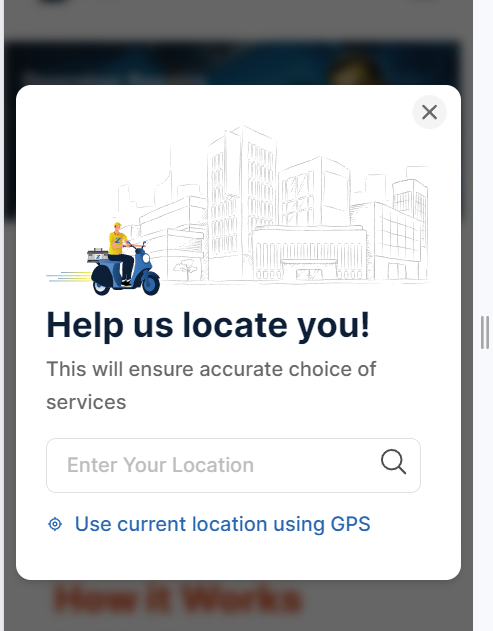 Help us locate you!
This will ensure accurate choice of
services
Enter Your Location
Use current location using GPS
How it Works